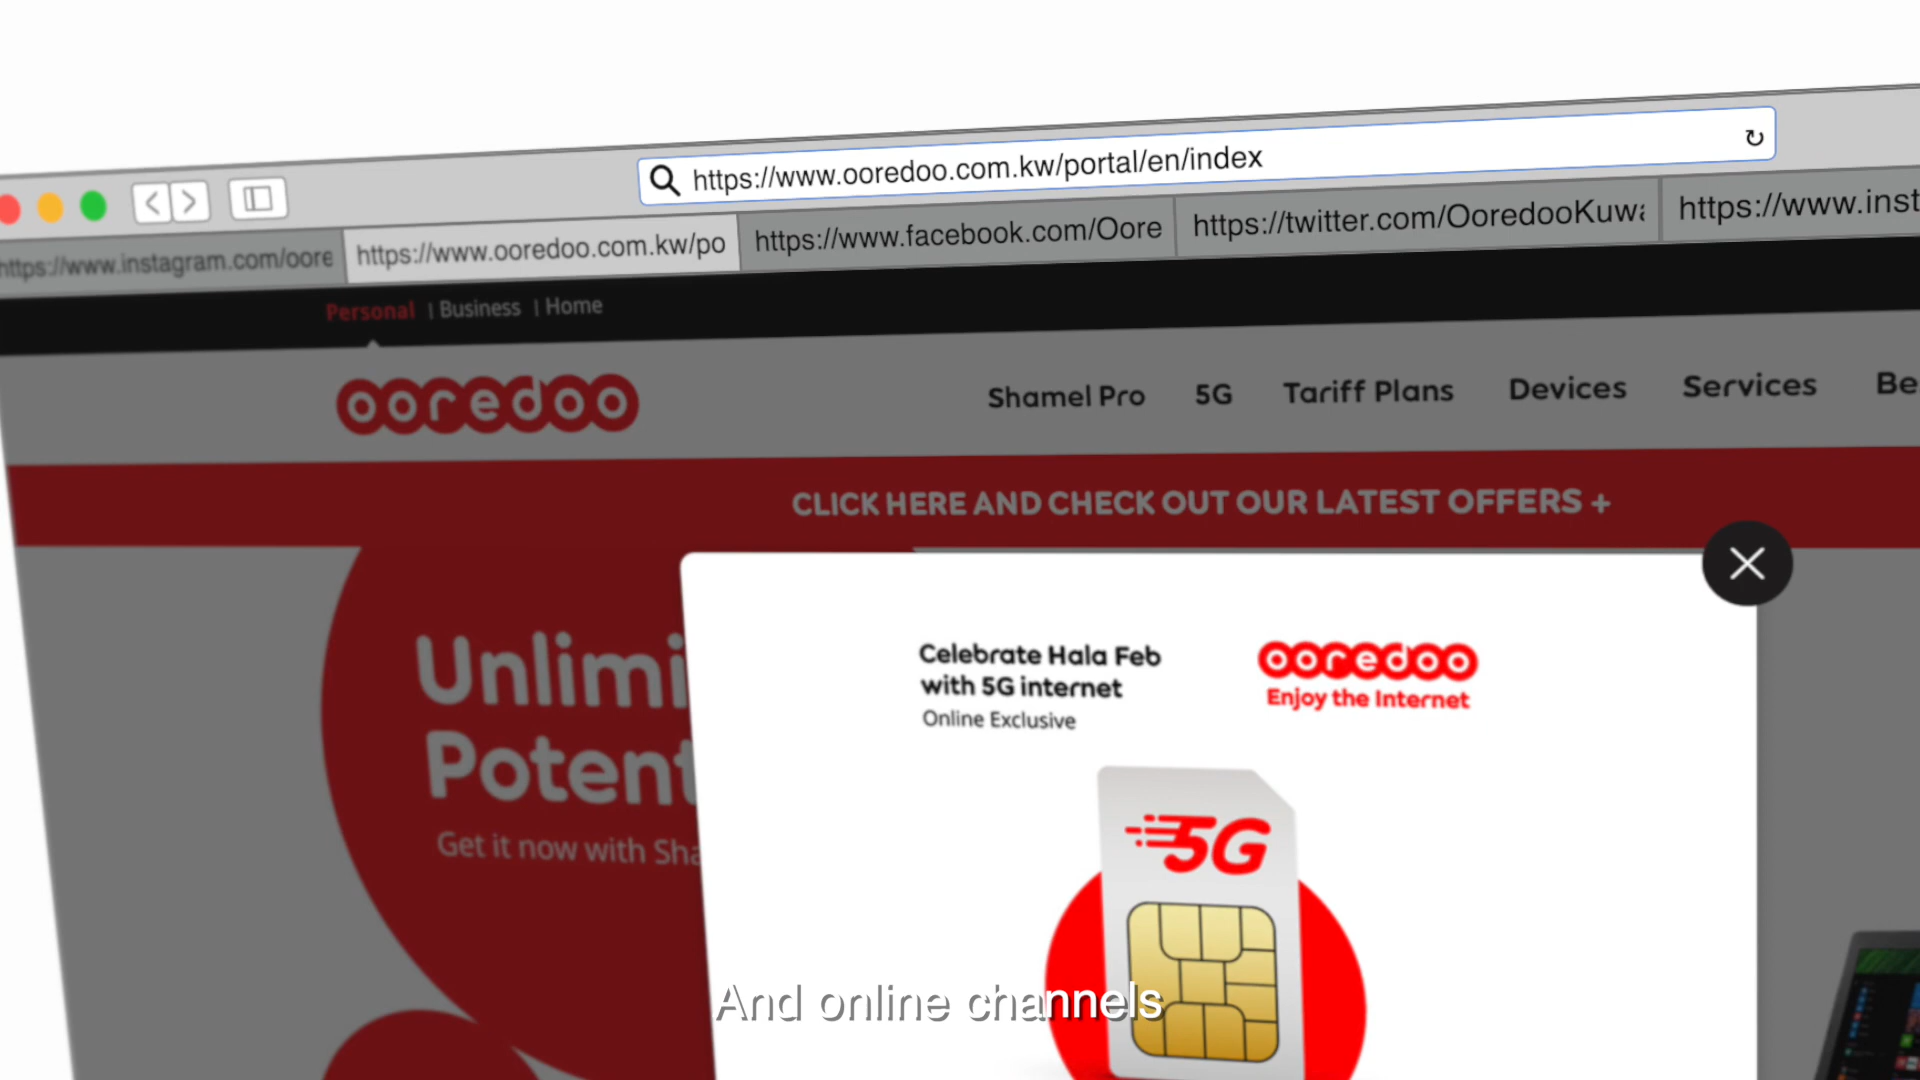 https://www.ooredoo.com.kw/portal/en/index
https://www.instagram.com/oore
https://www.ooredoo.com.kw/po
https://www.facebook.com/Oore
https://twitter.com/OoredooKuwa
https://www.inst
Personal | Business | Home
ooredoo
Shamel Pro 5G Tariff Plans Devices Services Be
CLICK HERE AND CHECK OUT OUR LATEST OFFERS +
Unlimi
Potent
Get it now with Sha
Celebrate Hala Feb
with 5G internet
Online Exclusive
ooredoo
Enjoy the Internet
5G
And online channels